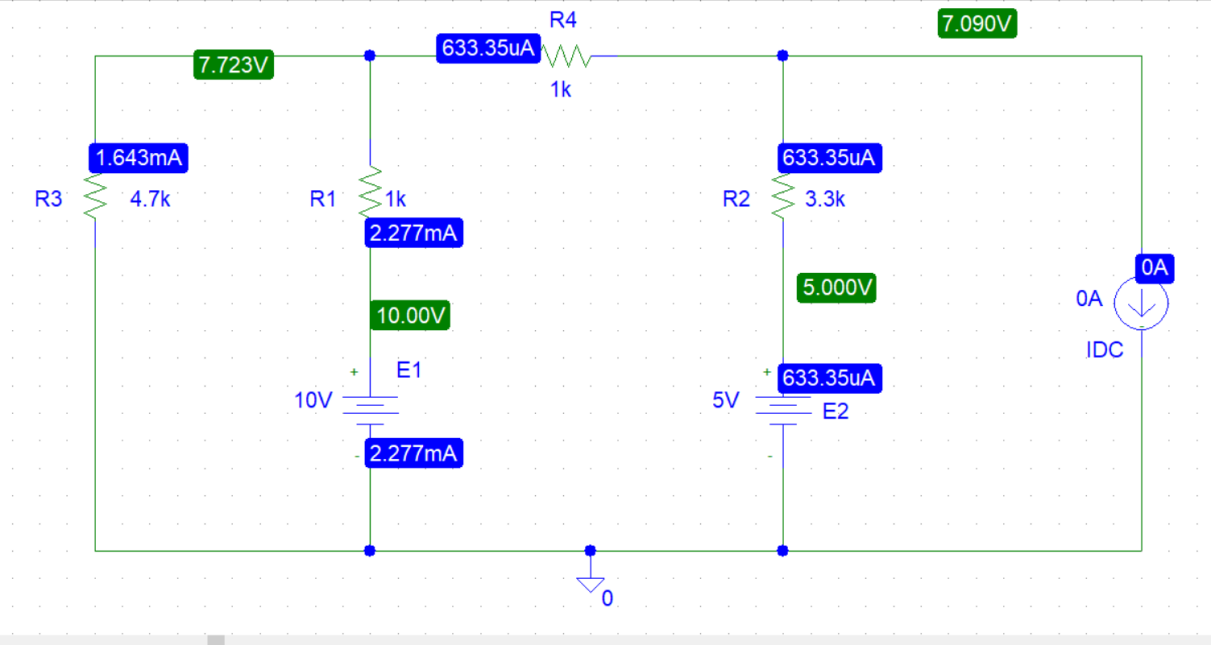 R4
7.090V
633.35uA
7.723V
1k
1.643mA
633.35uA
R3
4.7k
R1
1k
R2
3.3k
2.277mA
0A
5.000V
0A
10.00V
IDC
+
E1
+
633.35uA
10V
5V
E2
-
2.277mA
-
0